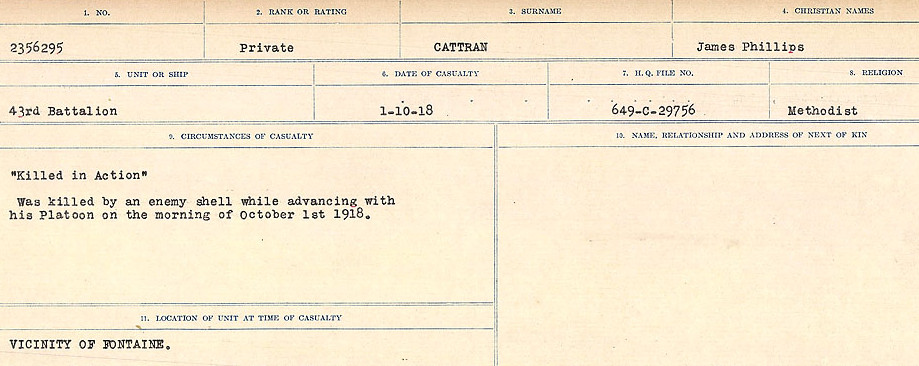 1. NO. 2. RANK OR RATING 3. SURNAME 4. CHRISTIAN NAMES
2356295 Private CATTRAN James Phillips
5. UNIT OR SHIP 6. DATE OF CASUALTY 7. H. Q. FILE NO. 8. RELIGION
43rd Battalion 1-10-18 649-C-29756 Methodist
9. CIRCUMSTANCES OF CASUALTY 10. NAME, RELATIONSHIP AND ADDRESS OF NEXT OF KIN
"Killed in Action"
Was killed by an enemy shell while advancing with
his Platoon on the morning of October 1st 1918.
11. LOCATION OF UNIT AT TIME OF CASUALTY
VICINITY OF FONTAINE.